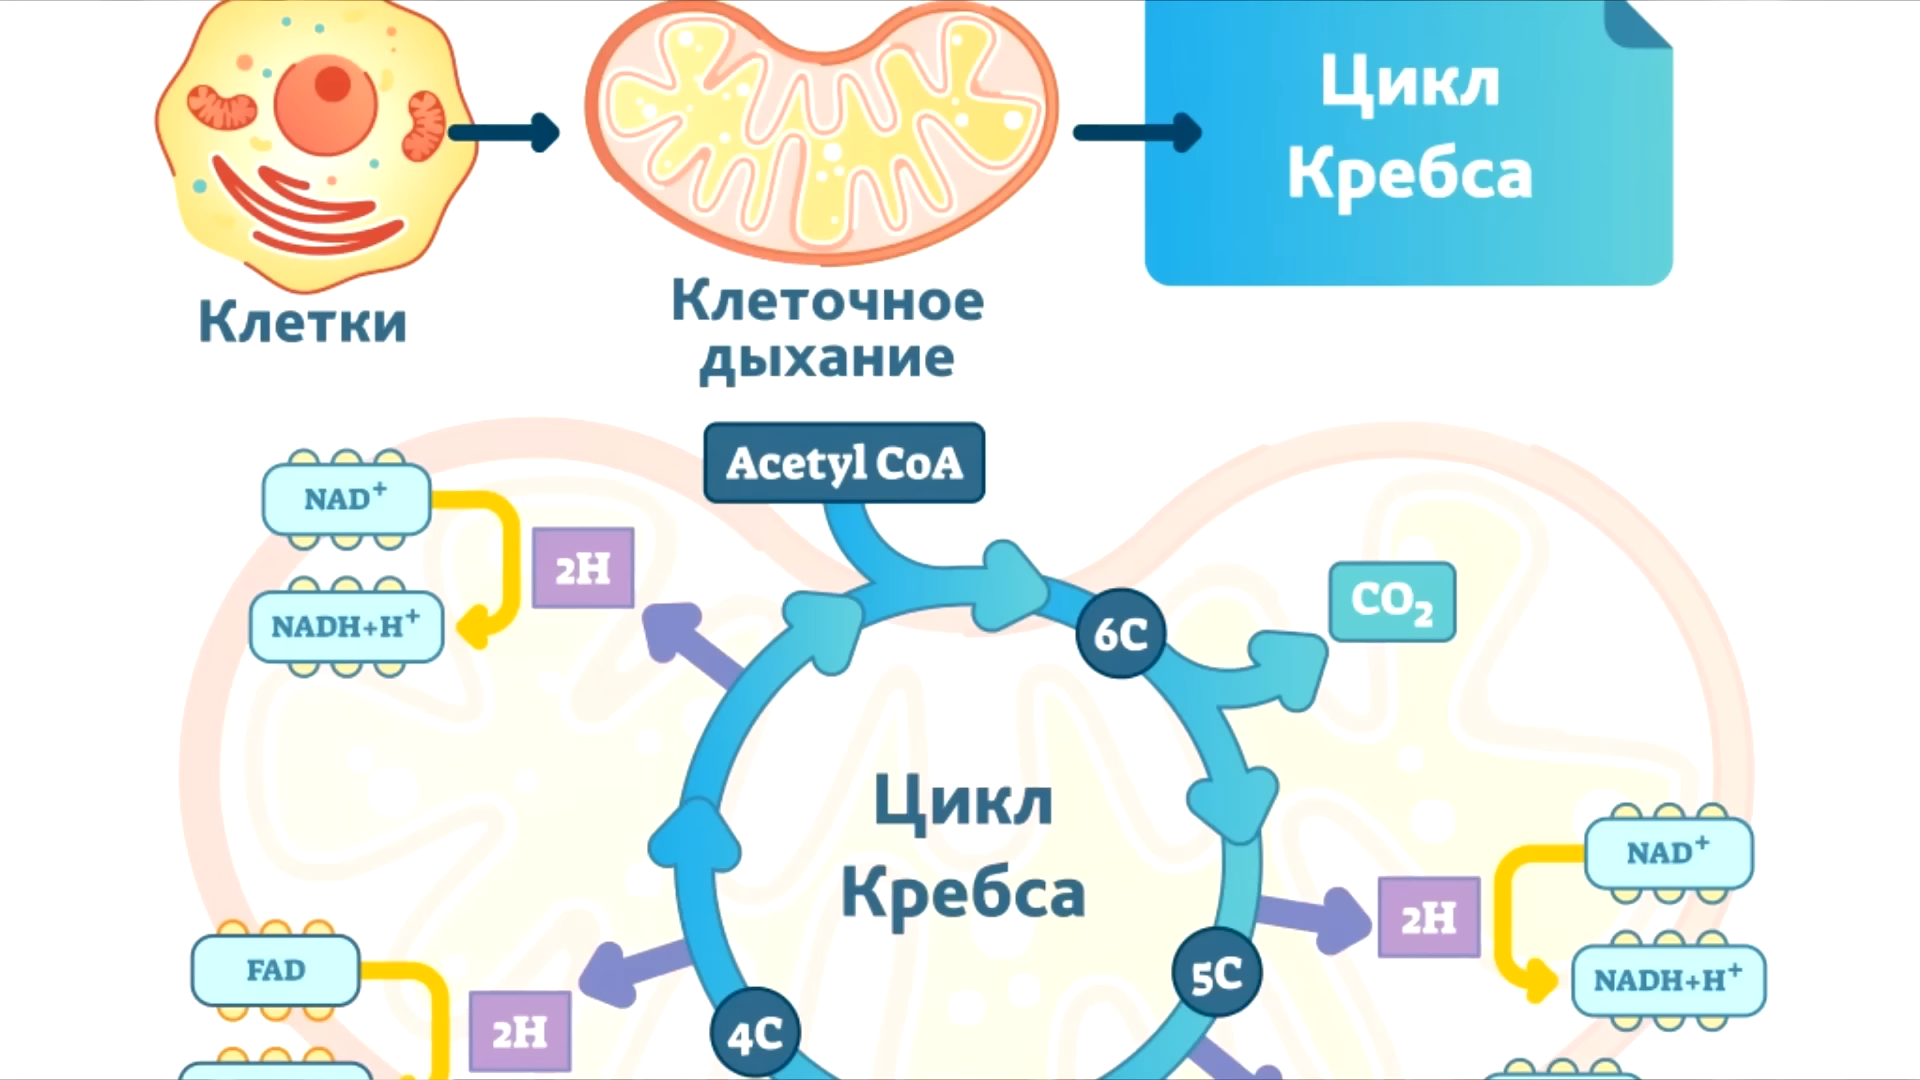 Цикл
Кребса
Клетки
Клеточное
дыхание
Acetyl CoA
NAD⁺
2H
NADH+H⁺
CO₂
6C
Цикл
Кребса
NAD⁺
2H
NADH+H⁺
5C
FAD
2H
4C